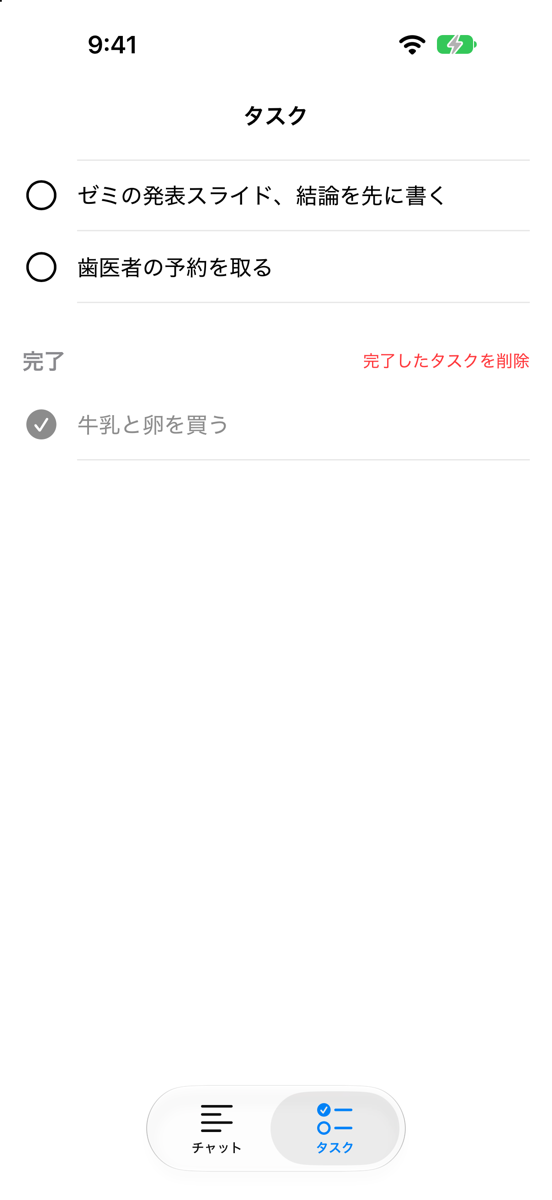 9:41
タスク
ゼミの発表スライド、結論を先に書く
歯医者の予約を取る
完了
完了したタスクを削除
牛乳と卵を買う
チャット
タスク